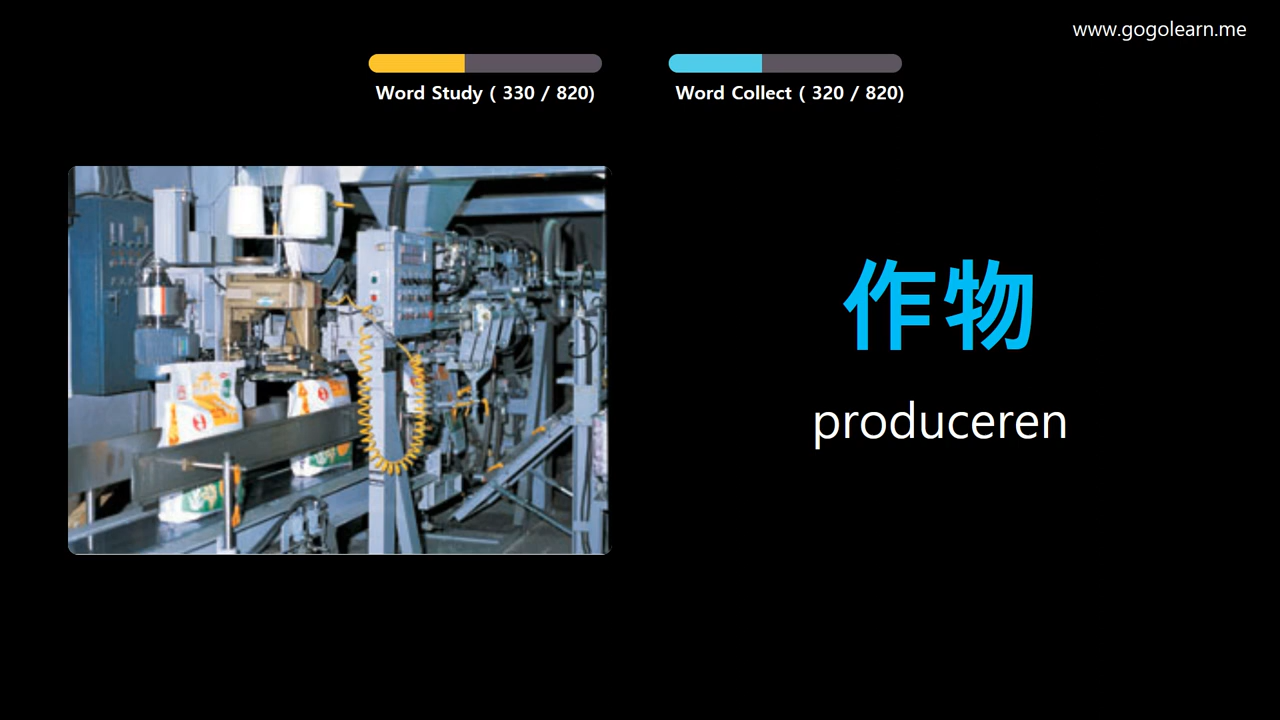 www.gogolearn.me
Word Study ( 330 / 820)
Word Collect ( 320 / 820)
作物
produceren